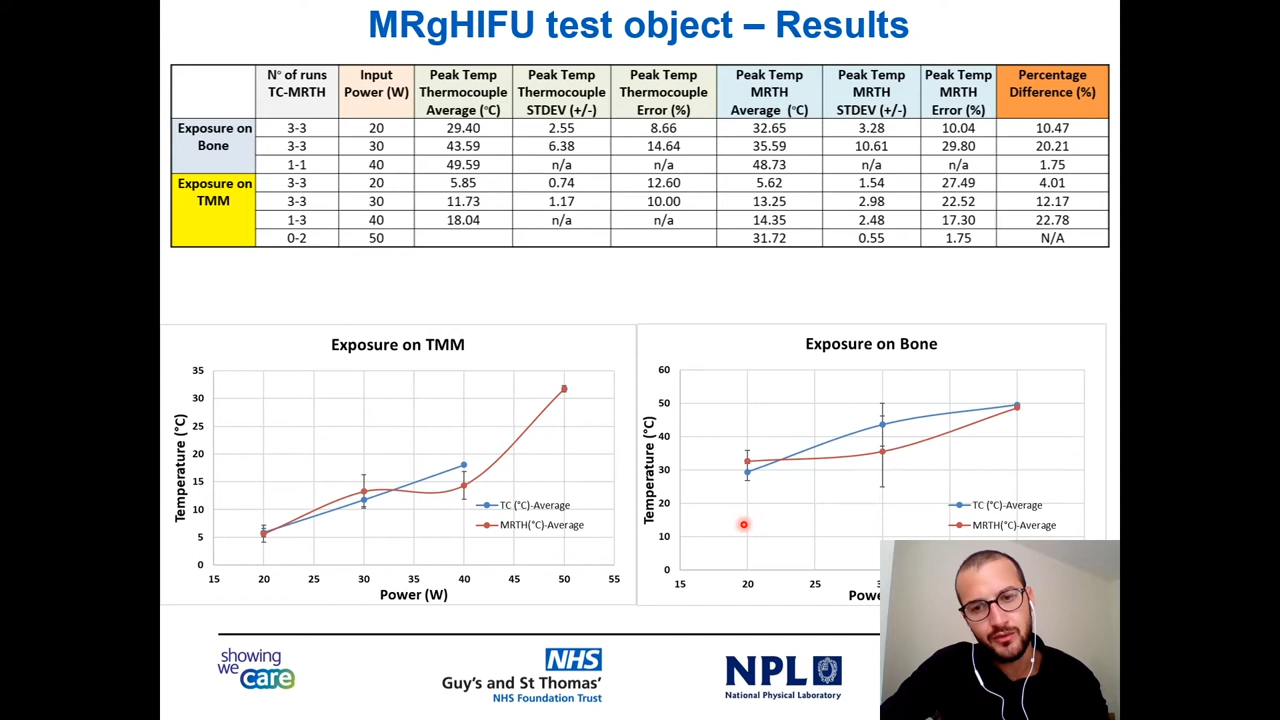 MRgHIFU test object – Results
N° of runs TC-MRTH | Input Power (W) | Peak Temp Thermocouple Average (°C) | Peak Temp Thermocouple STDEV (+/-) | Peak Temp Thermocouple Error (%) | Peak Temp MRTH Average (°C) | Peak Temp MRTH STDEV (+/-) | Peak Temp MRTH Error (%) | Percentage Difference (%)
Exposure on Bone | 3-3 | 20 | 29.40 | 2.55 | 8.66 | 32.65 | 3.28 | 10.04 | 10.47
3-3 | 30 | 43.59 | 6.38 | 14.64 | 35.59 | 10.61 | 29.80 | 20.21
1-1 | 40 | 49.59 | n/a | n/a | 48.73 | n/a | n/a | 1.75
Exposure on TMM | 3-3 | 20 | 5.85 | 0.74 | 12.60 | 5.62 | 1.54 | 27.49 | 4.01
3-3 | 30 | 11.73 | 1.17 | 10.00 | 13.25 | 2.98 | 22.52 | 12.17
1-3 | 40 | 18.04 | n/a | n/a | 14.35 | 2.48 | 17.30 | 22.78
0-2 | 50 | 31.72 | 0.55 | 1.75 | N/A
Exposure on TMM
Temperature (°C)
35
30
25
20
15
10
5
0
15 20 25 30 35 40 45 50 55
Power (W)
TC (°C)-Average
MRTH(°C)-Average
Exposure on Bone
Temperature (°C)
60
50
40
30
20
10
0
15 20 25
TC (°C)-Average
MRTH(°C)-Average
showing
we
care
NHS
Guy's and St Thomas'
NHS Foundation Trust
NPL
National Physical Laboratory